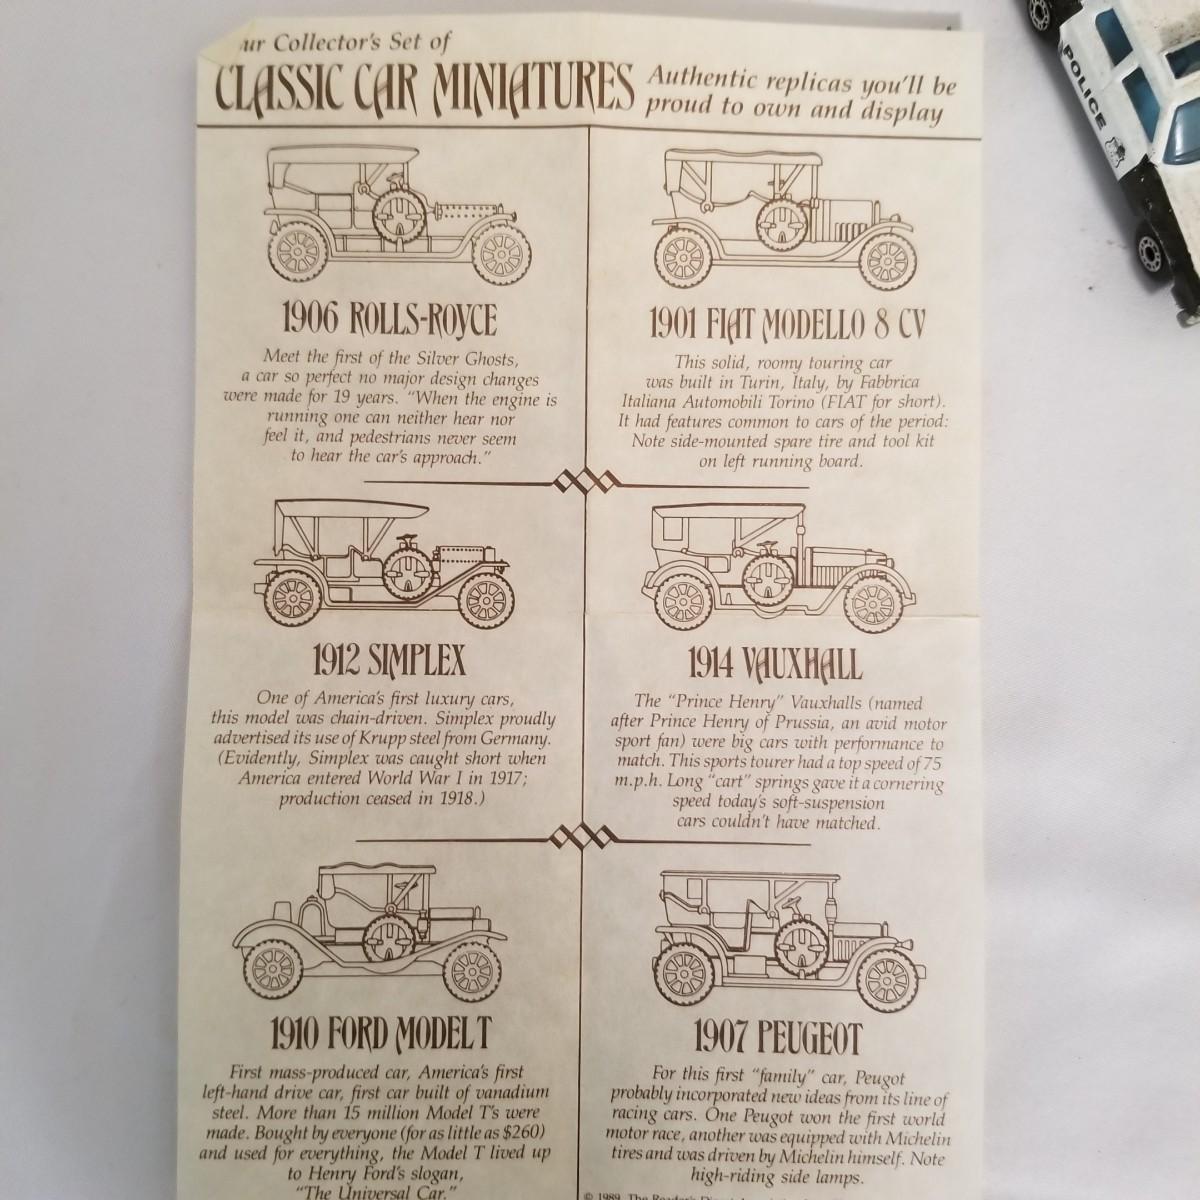 ur Collector's Set of
CLASSIC CAR MINIATURES
Authentic replicas you'll be
proud to own and display
1906 ROLLS-ROYCE
Meet the first of the Silver Ghosts,
a car so perfect no major design changes
were made for 19 years. "When the engine is
running one can neither hear nor
feel it, and pedestrians never seem
to hear the car's approach."
1901 FIAT MODELLO 8 CV
This solid, roomy touring car
was built in Turin, Italy, by Fabbrica
Italiana Automobili Torino (FIAT for short).
It had features common to cars of the period:
Note side-mounted spare tire and tool kit
on left running board.
1912 SIMPLEX
One of America's first luxury cars,
this model was chain-driven. Simplex proudly
advertised its use of Krupp steel from Germany.
(Evidently, Simplex was caught short when
America entered World War I in 1917;
production ceased in 1918.)
1914 VAUXHALL
The "Prince Henry" Vauxhalls (named
after Prince Henry of Prussia, an avid motor
sport fan) were big cars with performance to
match. This sports tourer had a top speed of 75
m.p.h. Long "cart" springs gave it a cornering
speed today's soft-suspension
cars couldn't have matched.
1910 FORD MODEL T
First mass-produced car, America's first
left-hand drive car, first car built of vanadium
steel. More than 15 million Model T's were
made. Bought by everyone (for as little as $260)
and used for everything, the Model T lived up
to Henry Ford's slogan,
"The Universal Car."
1907 PEUGEOT
For this first "family" car, Peugot
probably incorporated new ideas from its line of
racing cars. One Peugot won the first world
motor race, another was equipped with Michelin
tires and was driven by Michelin himself. Note
high-riding side lamps.
© 1989 The Reader's Digest
POLICE